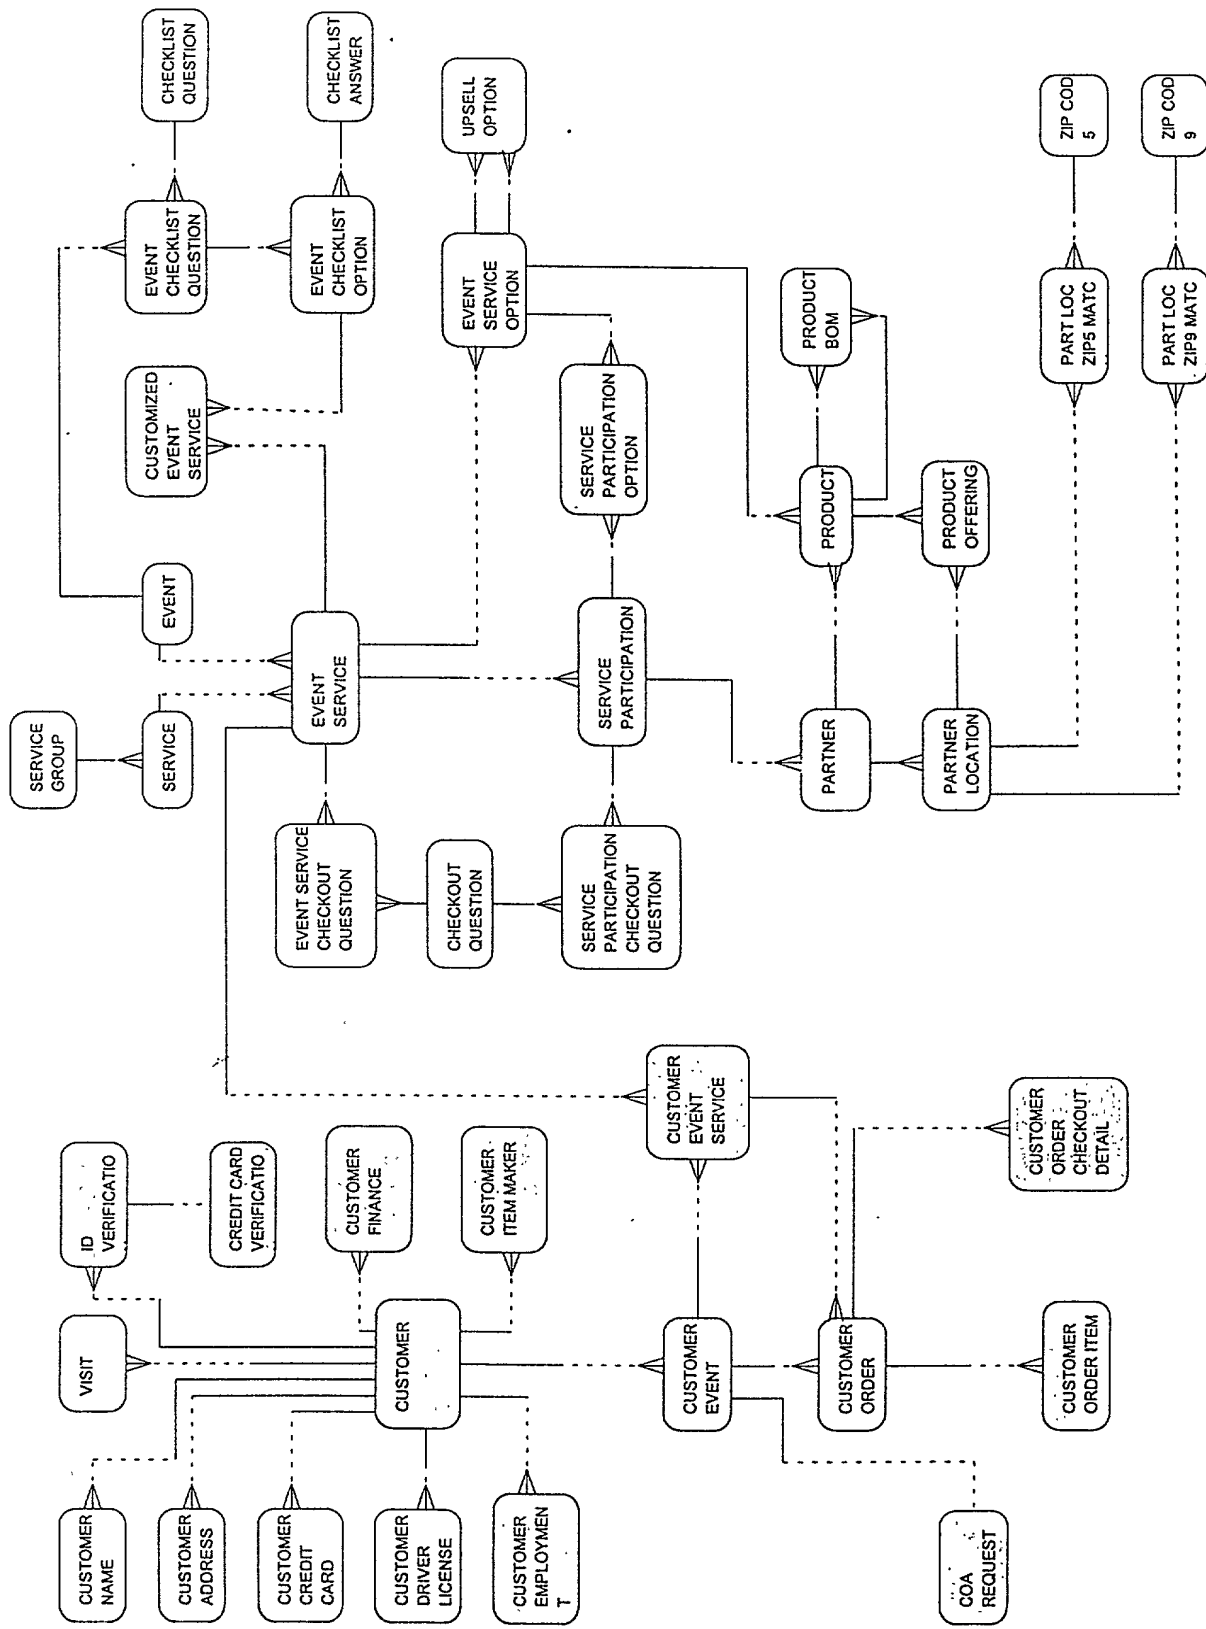 SERVICE
GROUP
SERVICE
EVENT
CHECKLIST
QUESTION
EVENT
CHECKLIST
QUESTION
CUSTOMIZED
EVENT
SERVICE
EVENT
CHECKLIST
OPTION
CHECKLIST
ANSWER
EVENT
SERVICE
EVENT SERVICE
CHECKOUT
QUESTION
CHECKOUT
QUESTION
EVENT
SERVICE
OPTION
UPSELL
OPTION
SERVICE
PARTICIPATION
CHECKOUT
QUESTION
SERVICE
PARTICIPATION
SERVICE
PARTICIPATION
OPTION
PARTNER
PRODUCT
PRODUCT
BOM
PARTNER
LOCATION
PRODUCT
OFFERING
PART LOC
ZIP5 MATC
ZIP COD
5
PART LOC
ZIP9 MATC
ZIP COD
9
CUSTOMER
NAME
VISIT
ID
VERIFICATIO
CUSTOMER
ADDRESS
CREDIT CARD
VERIFICATIO
CUSTOMER
CREDIT
CARD
CUSTOMER
FINANCE
CUSTOMER
DRIVER
LICENSE
CUSTOMER
CUSTOMER
ITEM MAKER
CUSTOMER
EMPLOYMEN
T
CUSTOMER
EVENT
CUSTOMER
EVENT
SERVICE
CUSTOMER
ORDER
COA
REQUEST
CUSTOMER
ORDER ITEM
CUSTOMER
ORDER
CHECKOUT
DETAIL